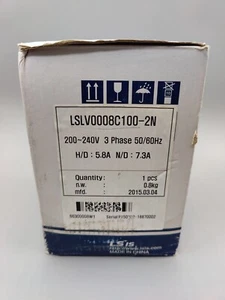 LSLV0008C100-2N
200~240V 3 Phase 50/60Hz
H/D : 5.8A N/D : 7.3A
Quantity : 1 pcs
n.w. : 0.8kg
mfd. : 2015.03.04
LSis
MADE IN CHINA